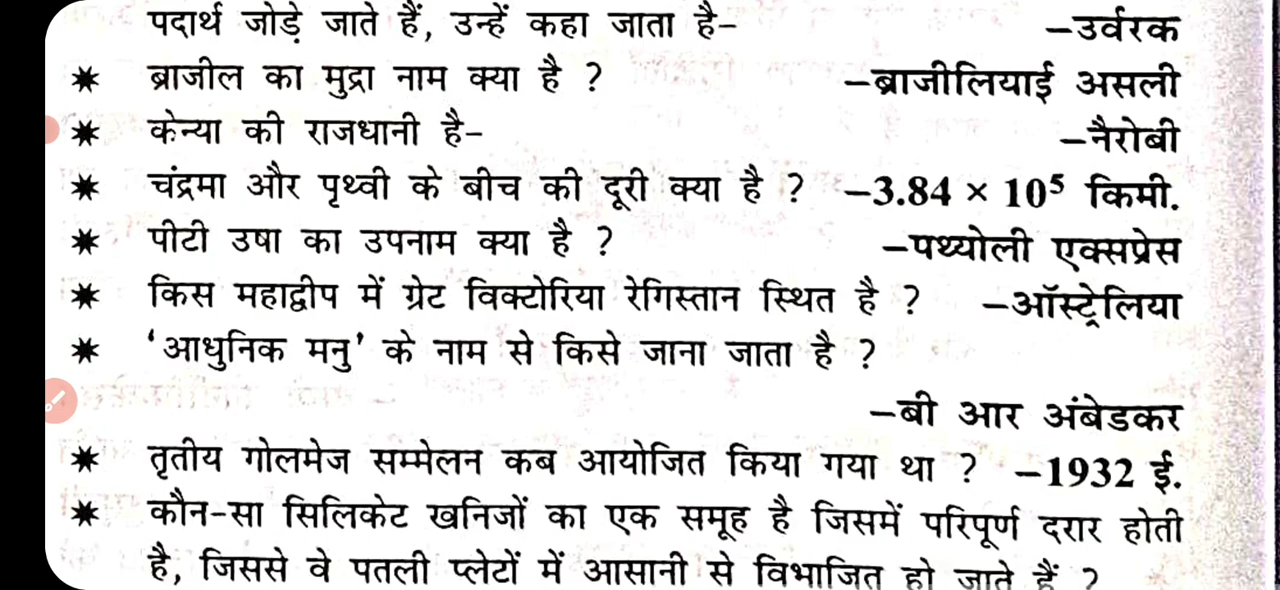 पदार्थ जोड़े जाते हैं, उन्हें कहा जाता है- –उर्वरक
✷ ब्राजील का मुद्रा नाम क्या है ? –ब्राजीलियाई असली
✷ केन्या की राजधानी है- –नैरोबी
✷ चंद्रमा और पृथ्वी के बीच की दूरी क्या है ? –3.84 × 10⁵ किमी.
✷ पीटी उषा का उपनाम क्या है ? –पथ्योली एक्सप्रेस
✷ किस महाद्वीप में ग्रेट विक्टोरिया रेगिस्तान स्थित है ? –ऑस्ट्रेलिया
✷ ‘आधुनिक मनु’ के नाम से किसे जाना जाता है ?
–बी आर अंबेडकर
✷ तृतीय गोलमेज सम्मेलन कब आयोजित किया गया था ? –1932 ई.
✷ कौन-सा सिलिकेट खनिजों का एक समूह है जिसमें परिपूर्ण दरार होती
है, जिससे वे पतली प्लेटों में आसानी से विभाजित हो जाते हैं ?